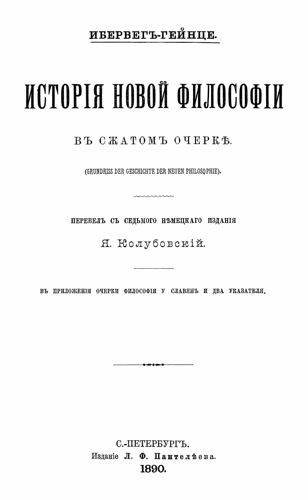 ИБЕРВЕГЪ-ГЕЙНЦЕ.
ИСТОРІЯ НОВОЙ ФИЛОСОФІИ
ВЪ СЖАТОМЪ ОЧЕРКѢ.
(GRUNDRISS DER GESCHICHTE DER NEUEN PHILOSOPHIE).
ПЕРЕВЕЛЪ СЪ СЕДЬМОГО НѢМЕЦКАГО ИЗДАНІЯ
Я. Колубовскій.
ВЪ ПРИЛОЖЕНІИ ОЧЕРКИ ФИЛОСОФІИ У СЛАВЯНЪ И ДВА УКАЗАТЕЛЯ.
С.-ПЕТЕРБУРГЪ.
Изданіе Л. Ф. Пантелѣева.
1890.